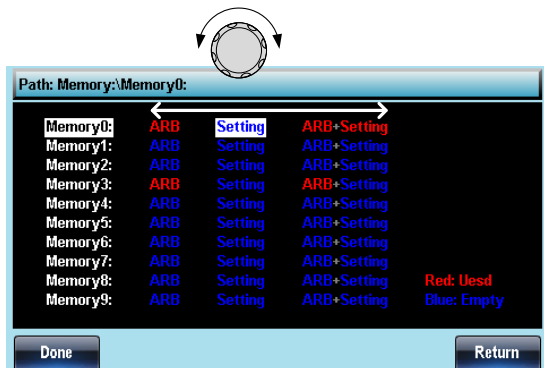 Path: Memory:\Memory0:
Memory0: ARB Setting ARB+Setting
Memory1: ARB Setting ARB+Setting
Memory2: ARB Setting ARB+Setting
Memory3: ARB Setting ARB+Setting
Memory4: ARB Setting ARB+Setting
Memory5: ARB Setting ARB+Setting
Memory6: ARB Setting ARB+Setting
Memory7: ARB Setting ARB+Setting
Memory8: ARB Setting ARB+Setting Red: Uesd
Memory9: ARB Setting ARB+Setting Blue: Empty
Done Return